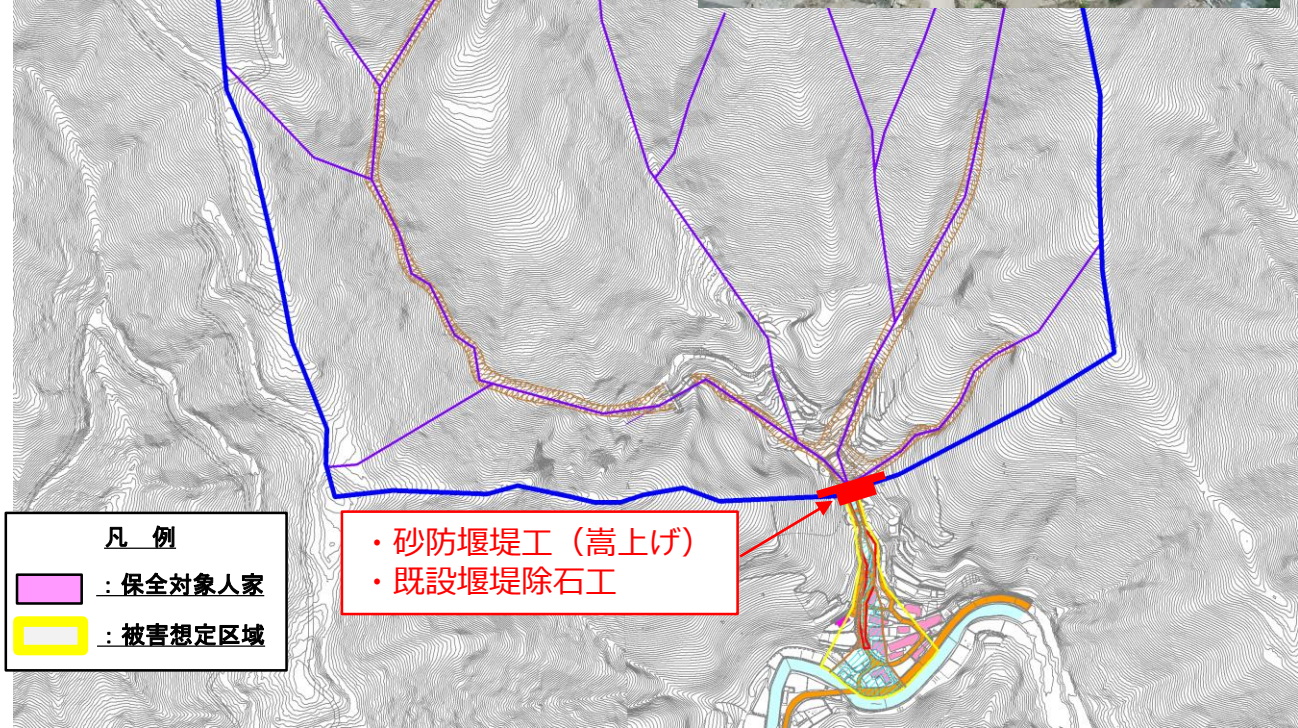 ・砂防堰堤工（嵩上げ）
・既設堰堤除石工
凡　例
：保全対象人家
：被害想定区域